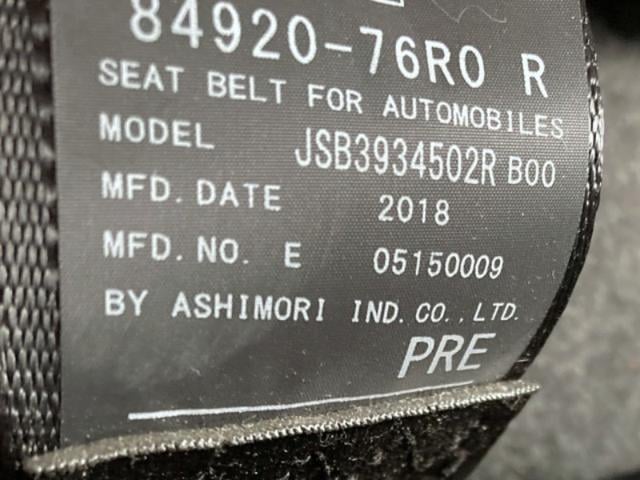 84920-76R0 R
SEAT BELT FOR AUTOMOBILES
MODEL JSB3934502R B00
MFD. DATE 2018
MFD. NO. E 05150009
BY ASHIMORI IND. CO., LTD.
PRE